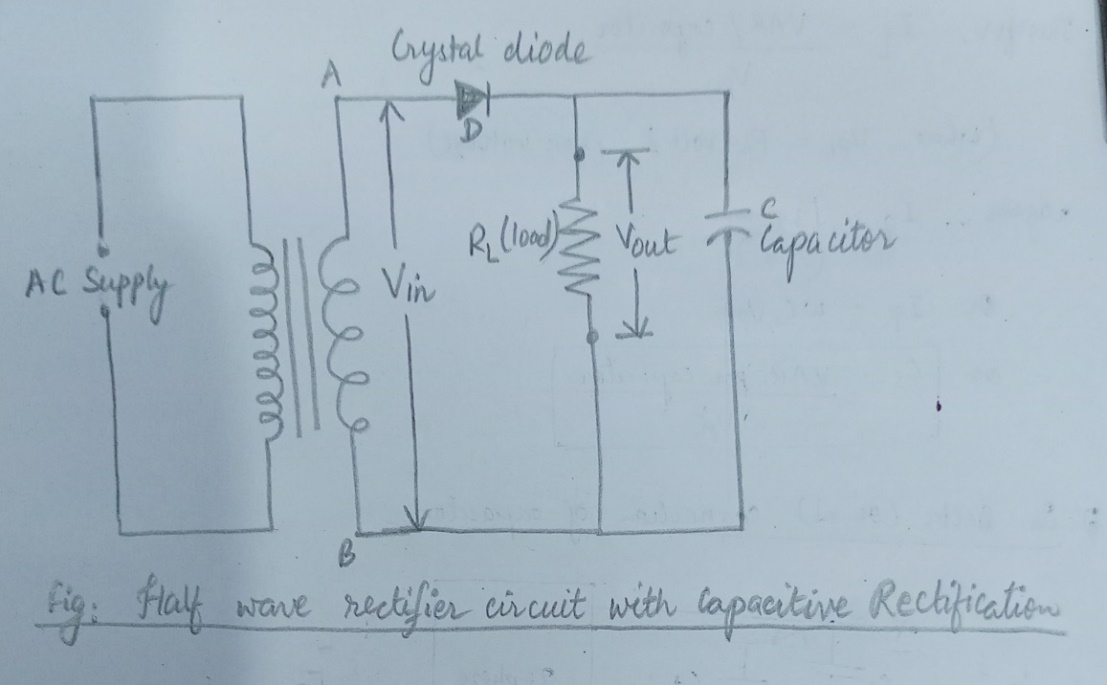 Crystal diode
A
D
AC Supply
Vin
RL (load)
Vout
C
Capacitor
B
Fig: Half wave rectifier circuit with Capacitive Rectification